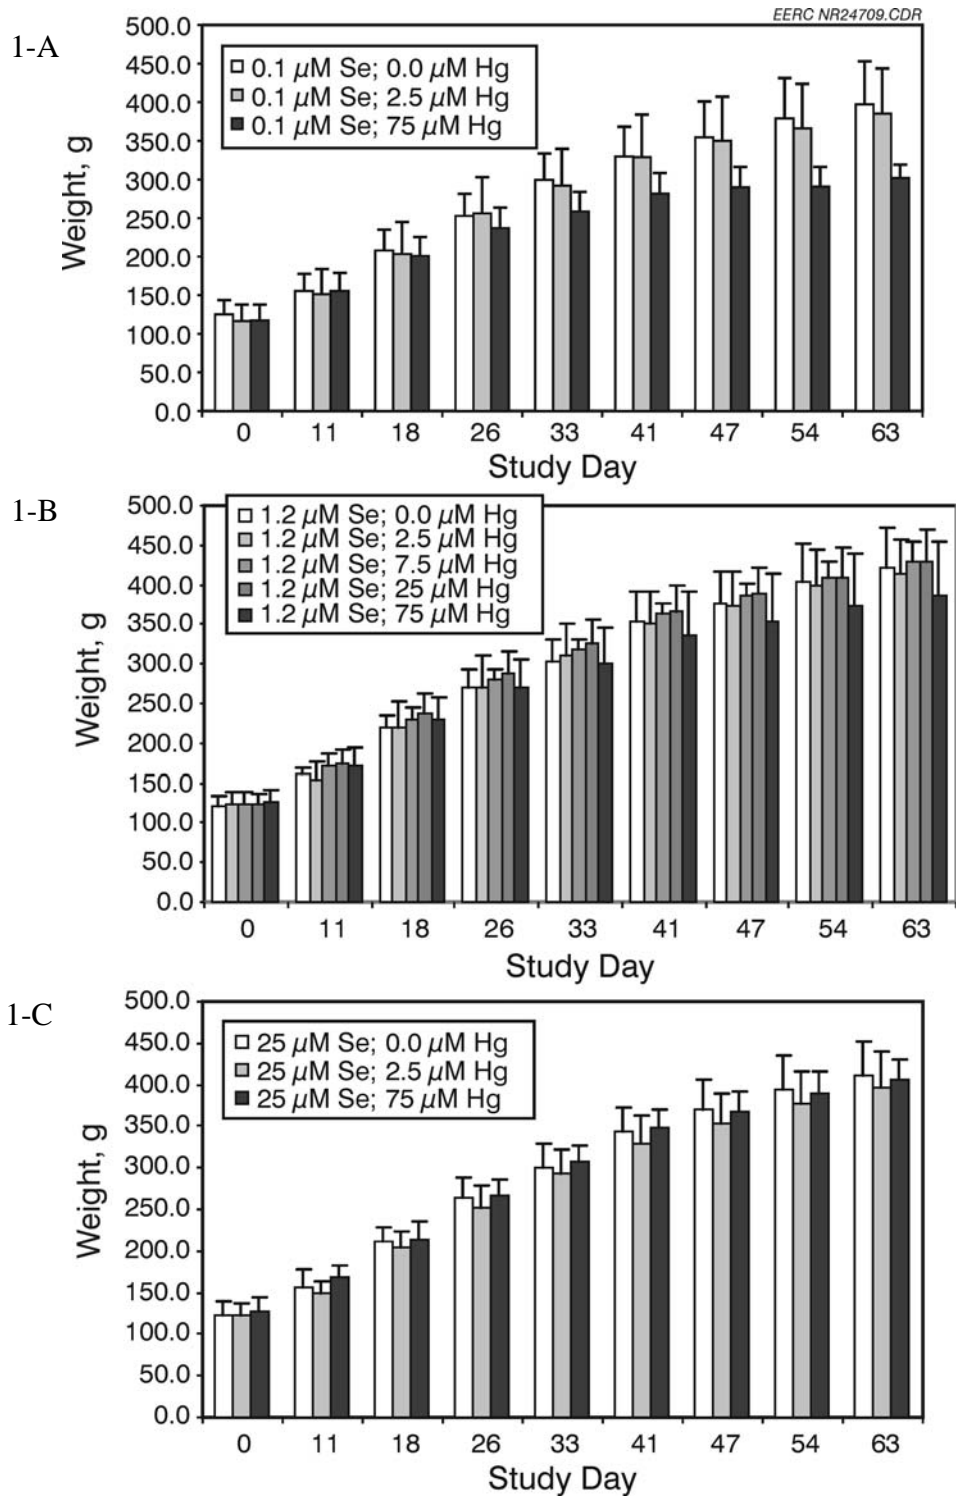 EERC NR24709.CDR
1-A
500.0
450.0
400.0
350.0
300.0
250.0
200.0
150.0
100.0
50.0
0.0
Weight, g
0.1 μM Se; 0.0 μM Hg
0.1 μM Se; 2.5 μM Hg
0.1 μM Se; 75 μM Hg
0 11 18 26 33 41 47 54 63
Study Day
1-B
500.0
450.0
400.0
350.0
300.0
250.0
200.0
150.0
100.0
50.0
0.0
Weight, g
1.2 μM Se; 0.0 μM Hg
1.2 μM Se; 2.5 μM Hg
1.2 μM Se; 7.5 μM Hg
1.2 μM Se; 25 μM Hg
1.2 μM Se; 75 μM Hg
0 11 18 26 33 41 47 54 63
Study Day
1-C
500.0
450.0
400.0
350.0
300.0
250.0
200.0
150.0
100.0
50.0
0.0
Weight, g
25 μM Se; 0.0 μM Hg
25 μM Se; 2.5 μM Hg
25 μM Se; 75 μM Hg
0 11 18 26 33 41 47 54 63
Study Day